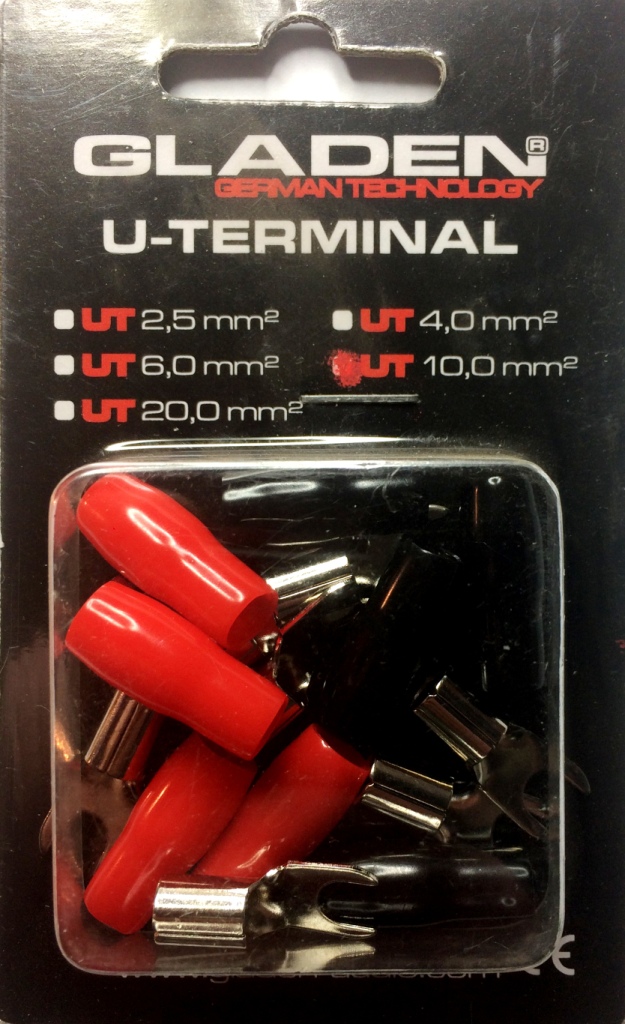 GLADEN®
GERMAN TECHNOLOGY
U-TERMINAL
UT 2,5 mm² UT 4,0 mm²
UT 6,0 mm² UT 10,0 mm²
UT 20,0 mm²
CE